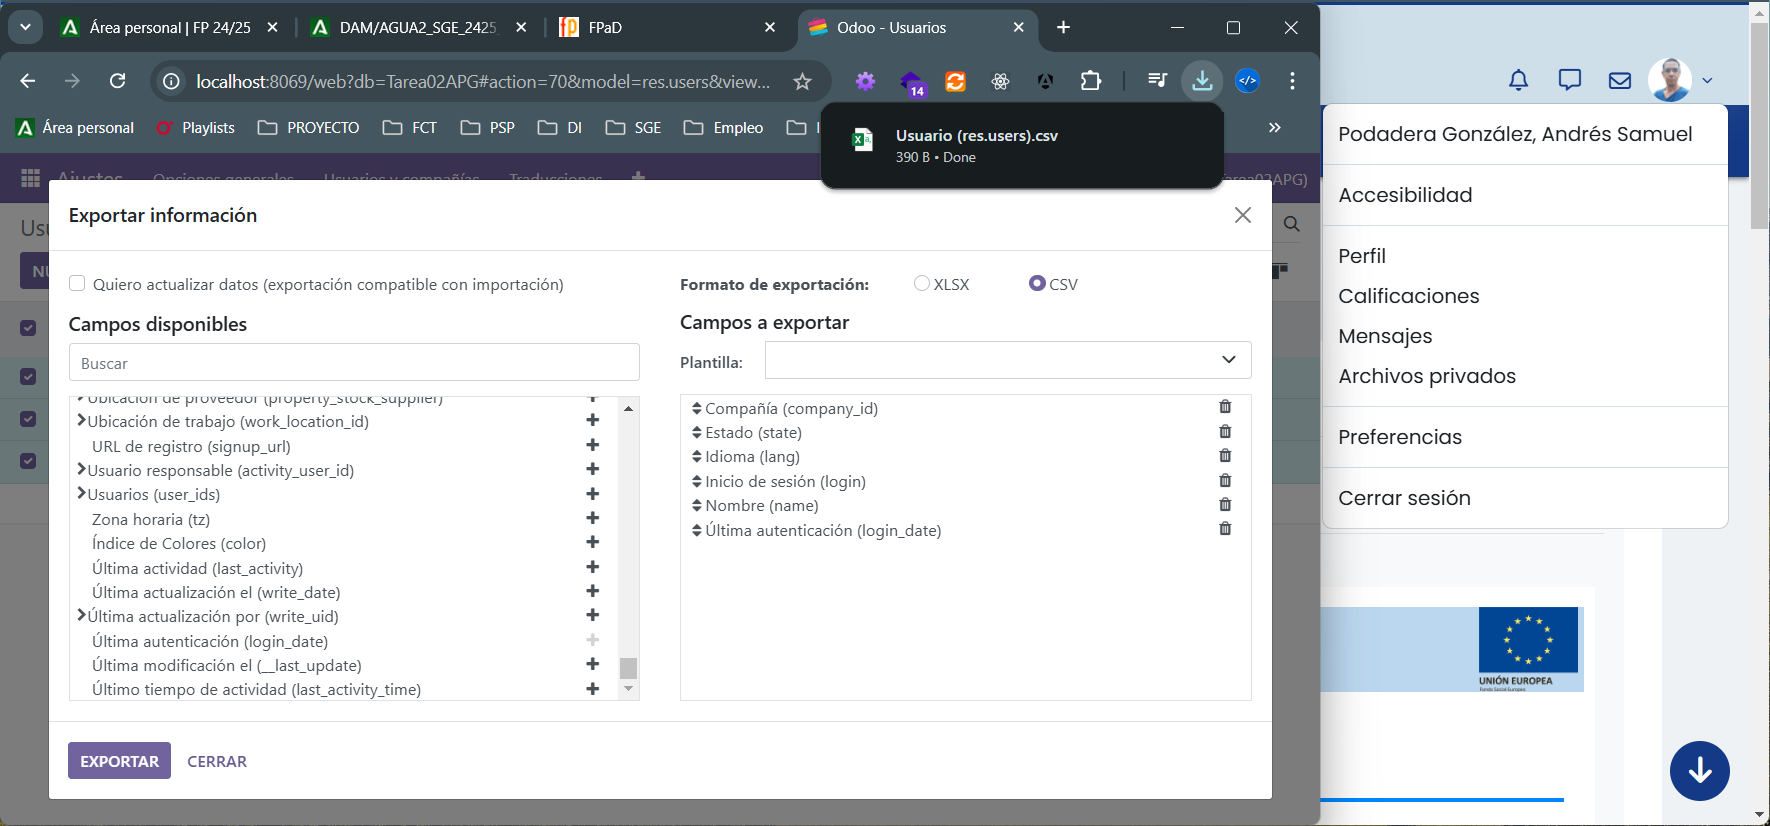 Área personal | FP 24/25
DAM/AGUA2_SGE_2425
FPaD
Odoo - Usuarios
localhost:8069/web?db=Tarea02APG#action=70&model=res.users&view...
14
Área personal
Playlists
PROYECTO
FCT
PSP
DI
SGE
Empleo
Usuario (res.users).csv
390 B • Done
Ajustes
Opciones generales
Usuarios y compañías
Traducciones
Exportar información
Quiero actualizar datos (exportación compatible con importación)
Formato de exportación:
XLSX
CSV
Campos disponibles
Buscar
Ubicación de proveedor (property_stock_supplier)
Ubicación de trabajo (work_location_id)
URL de registro (signup_url)
Usuario responsable (activity_user_id)
Usuarios (user_ids)
Zona horaria (tz)
Índice de Colores (color)
Última actividad (last_activity)
Última actualización el (write_date)
Última actualización por (write_uid)
Última autenticación (login_date)
Última modificación el (__last_update)
Último tiempo de actividad (last_activity_time)
Campos a exportar
Plantilla:
Compañía (company_id)
Estado (state)
Idioma (lang)
Inicio de sesión (login)
Nombre (name)
Última autenticación (login_date)
EXPORTAR
CERRAR
Podadera González, Andrés Samuel
Accesibilidad
Perfil
Calificaciones
Mensajes
Archivos privados
Preferencias
Cerrar sesión
UNIÓN EUROPEA
Fondo Social Europeo